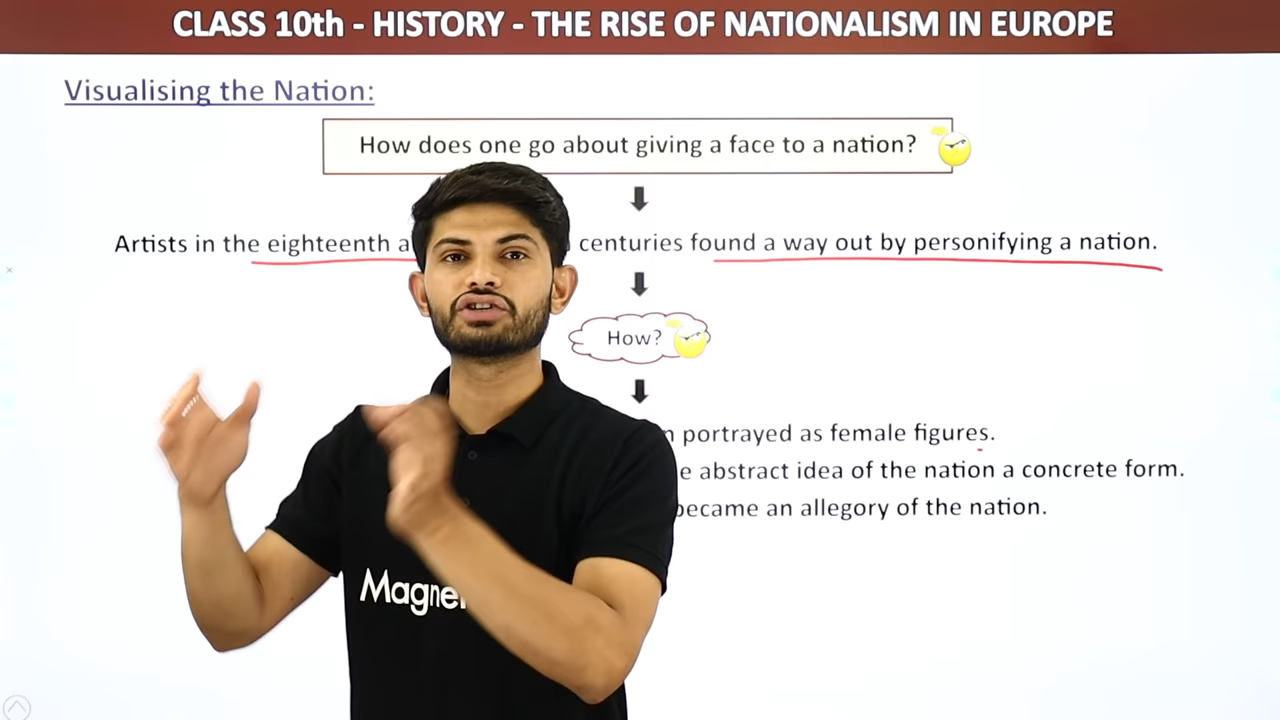 CLASS 10th - HISTORY - THE RISE OF NATIONALISM IN EUROPE
Visualising the Nation:
How does one go about giving a face to a nation?
Artists in the eighteenth a centuries found a way out by personifying a nation.
How?
portrayed as female figures.
abstract idea of the nation a concrete form.
became an allegory of the nation.
Magne